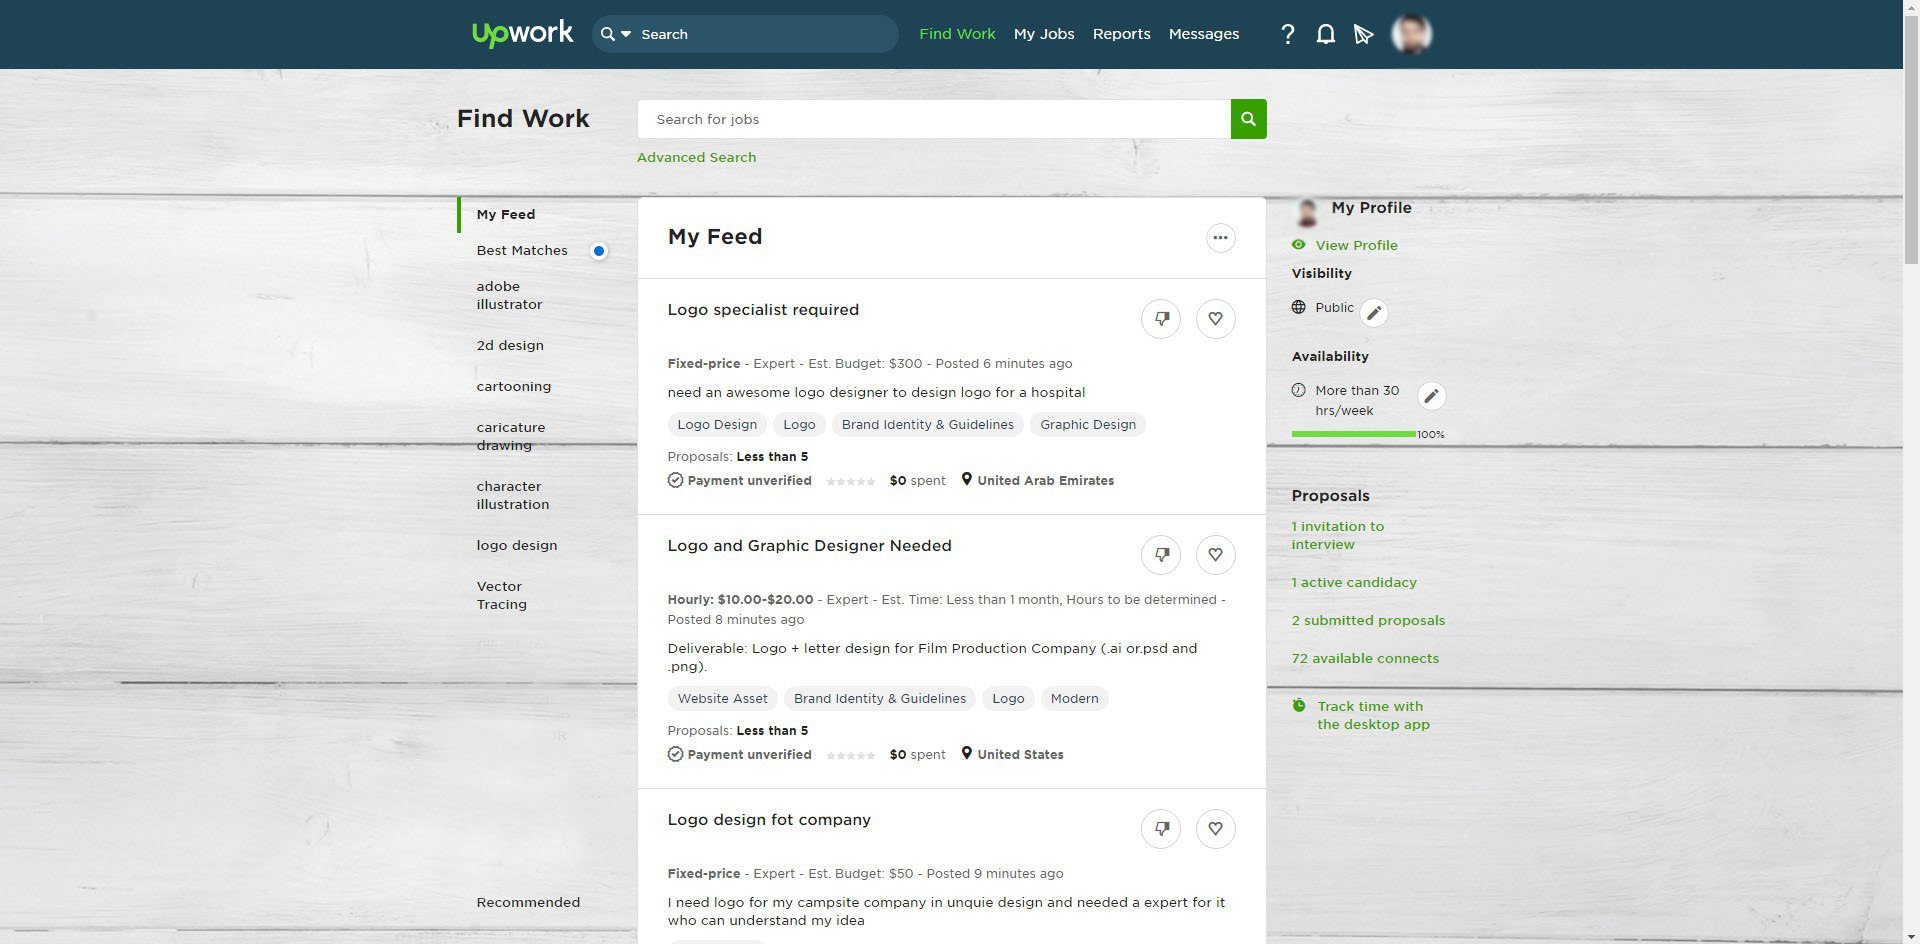 Upwork
Search
Find Work
My Jobs
Reports
Messages
?
Find Work
Search for jobs
Advanced Search
My Feed
Best Matches
adobe
illustrator
2d design
cartooning
caricature
drawing
character
illustration
logo design
Vector
Tracing
Recommended
My Feed
Logo specialist required
Fixed-price - Expert - Est. Budget: $300 - Posted 6 minutes ago
need an awesome logo designer to design logo for a hospital
Logo Design
Logo
Brand Identity & Guidelines
Graphic Design
Proposals: Less than 5
Payment unverified
$0 spent
United Arab Emirates
Logo and Graphic Designer Needed
Hourly: $10.00-$20.00 - Expert - Est. Time: Less than 1 month, Hours to be determined -
Posted 8 minutes ago
Deliverable: Logo + letter design for Film Production Company (.ai or.psd and
.png).
Website Asset
Brand Identity & Guidelines
Logo
Modern
Proposals: Less than 5
Payment unverified
$0 spent
United States
Logo design fot company
Fixed-price - Expert - Est. Budget: $50 - Posted 9 minutes ago
I need logo for my campsite company in unquie design and needed a expert for it
who can understand my idea
My Profile
View Profile
Visibility
Public
Availability
More than 30
hrs/week
100%
Proposals
1 invitation to
interview
1 active candidacy
2 submitted proposals
72 available connects
Track time with
the desktop app